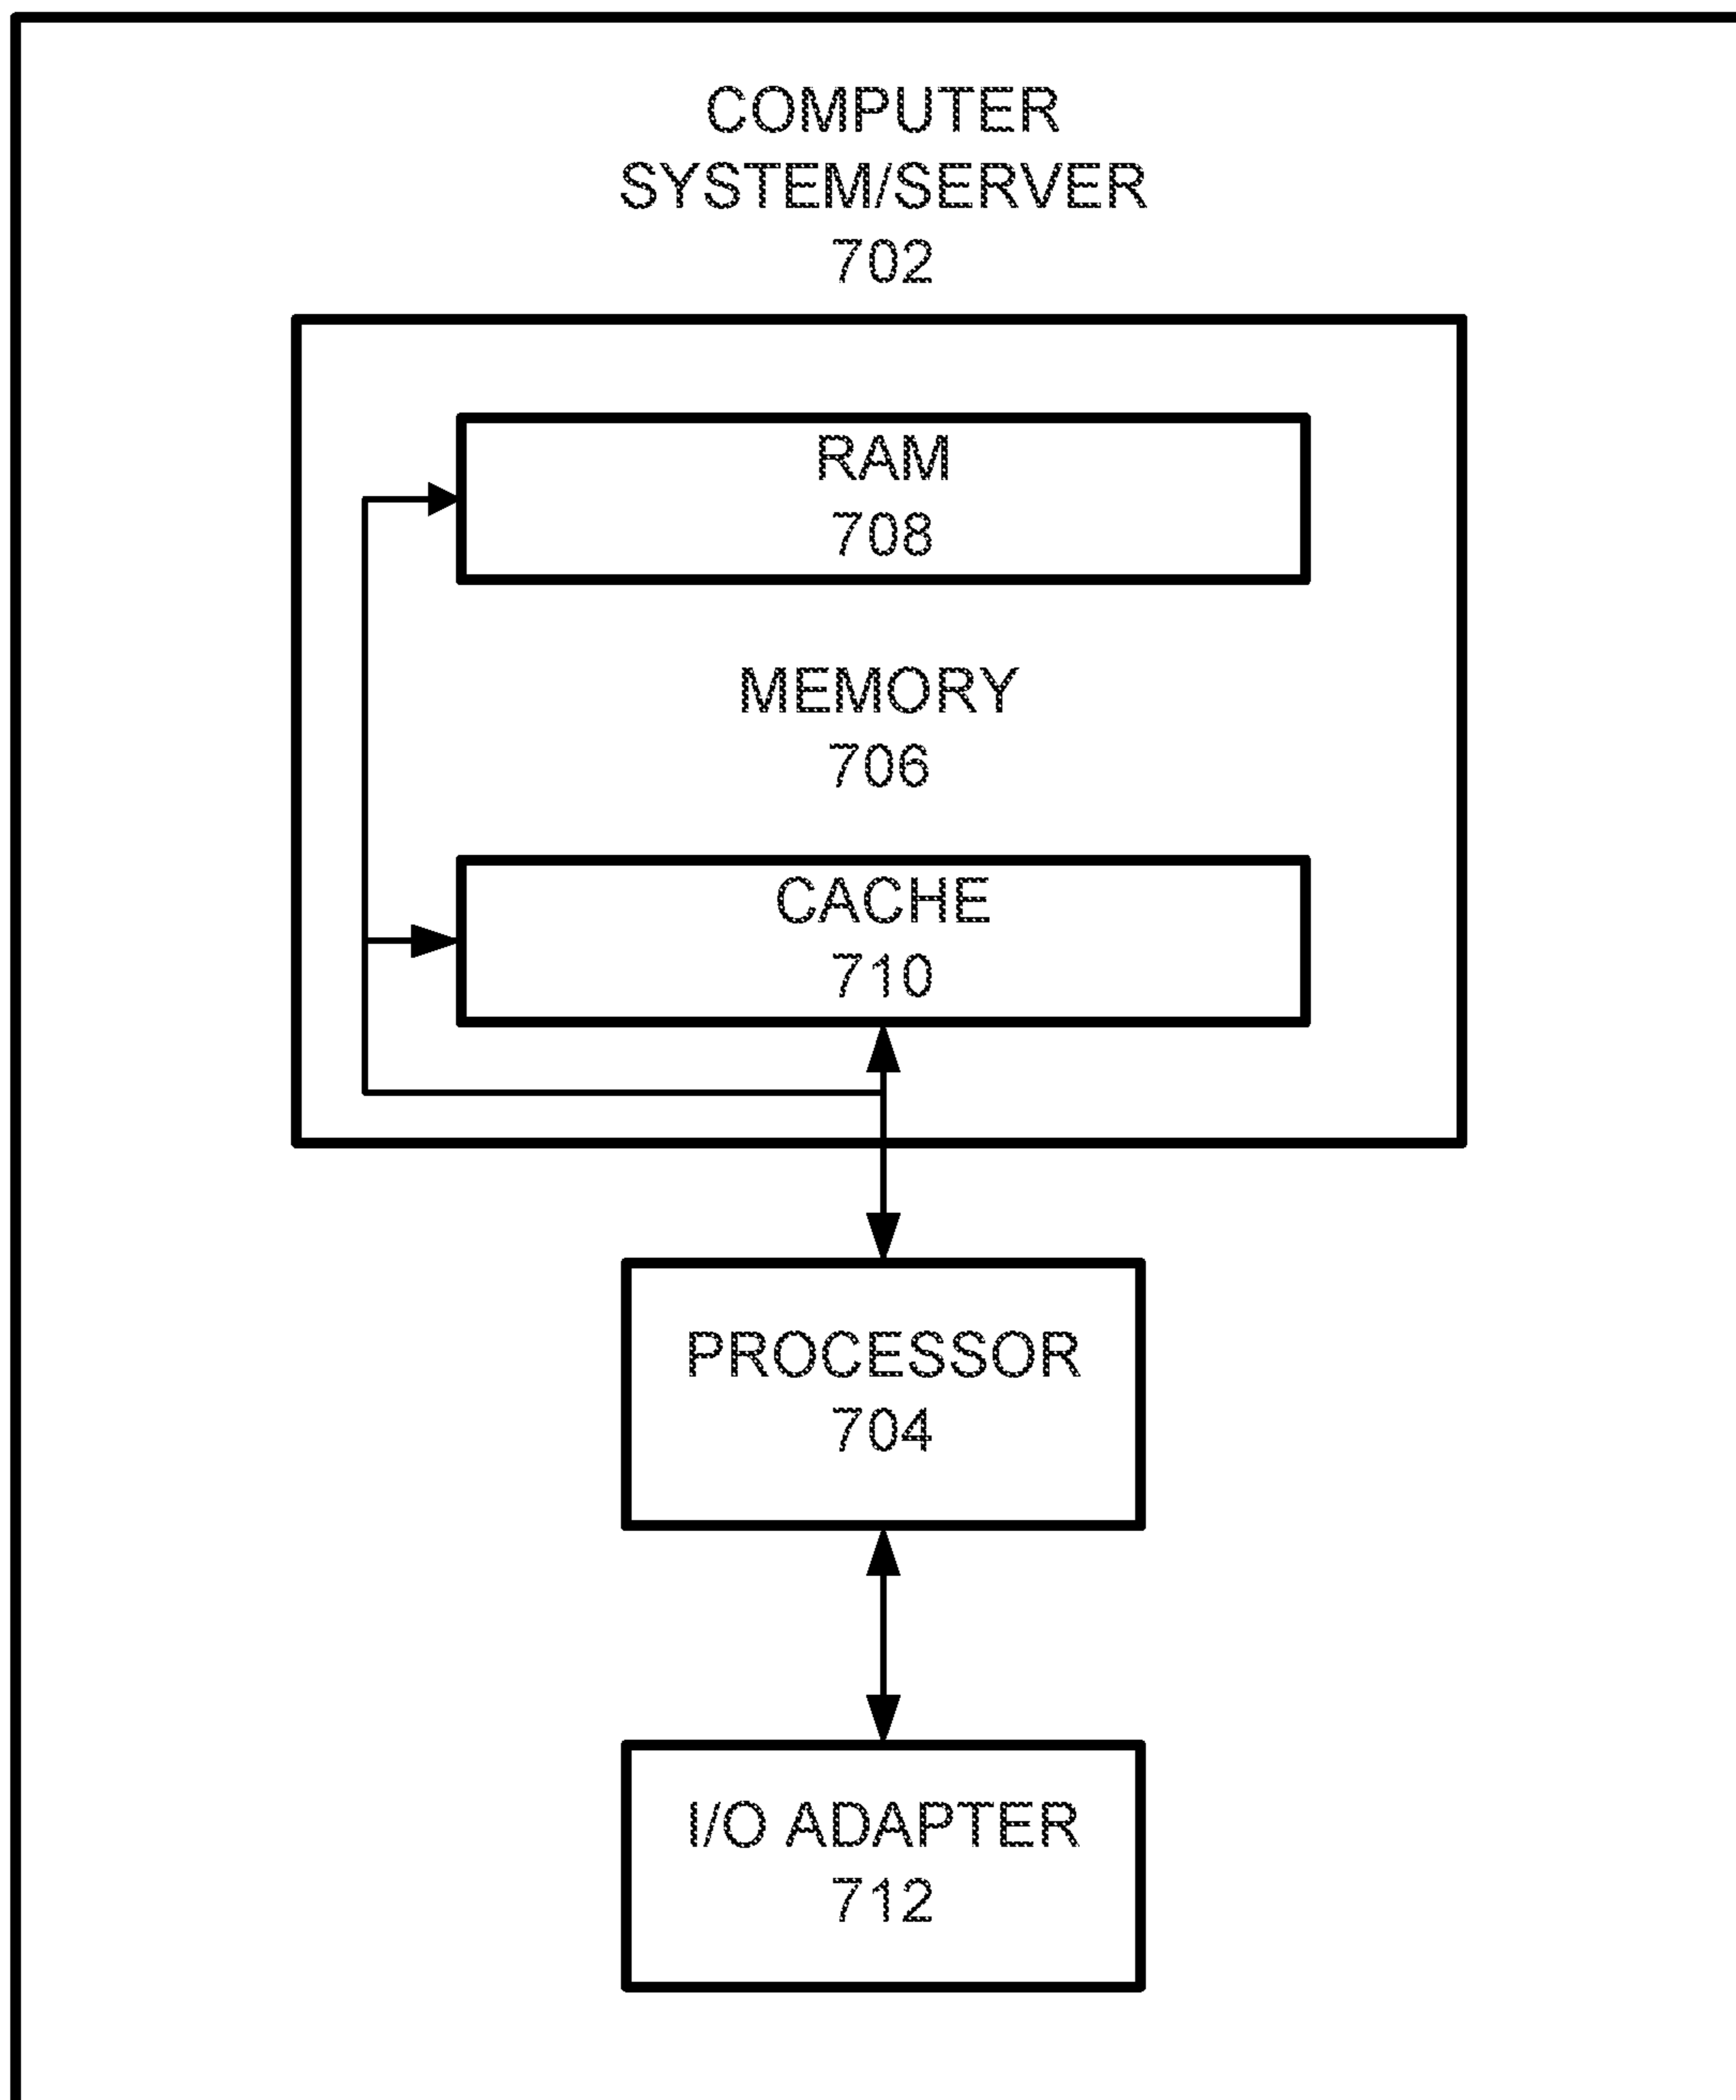 COMPUTER
SYSTEM/SERVER
702
RAM
708
MEMORY
706
CACHE
710
PROCESSOR
704
I/O ADAPTER
712